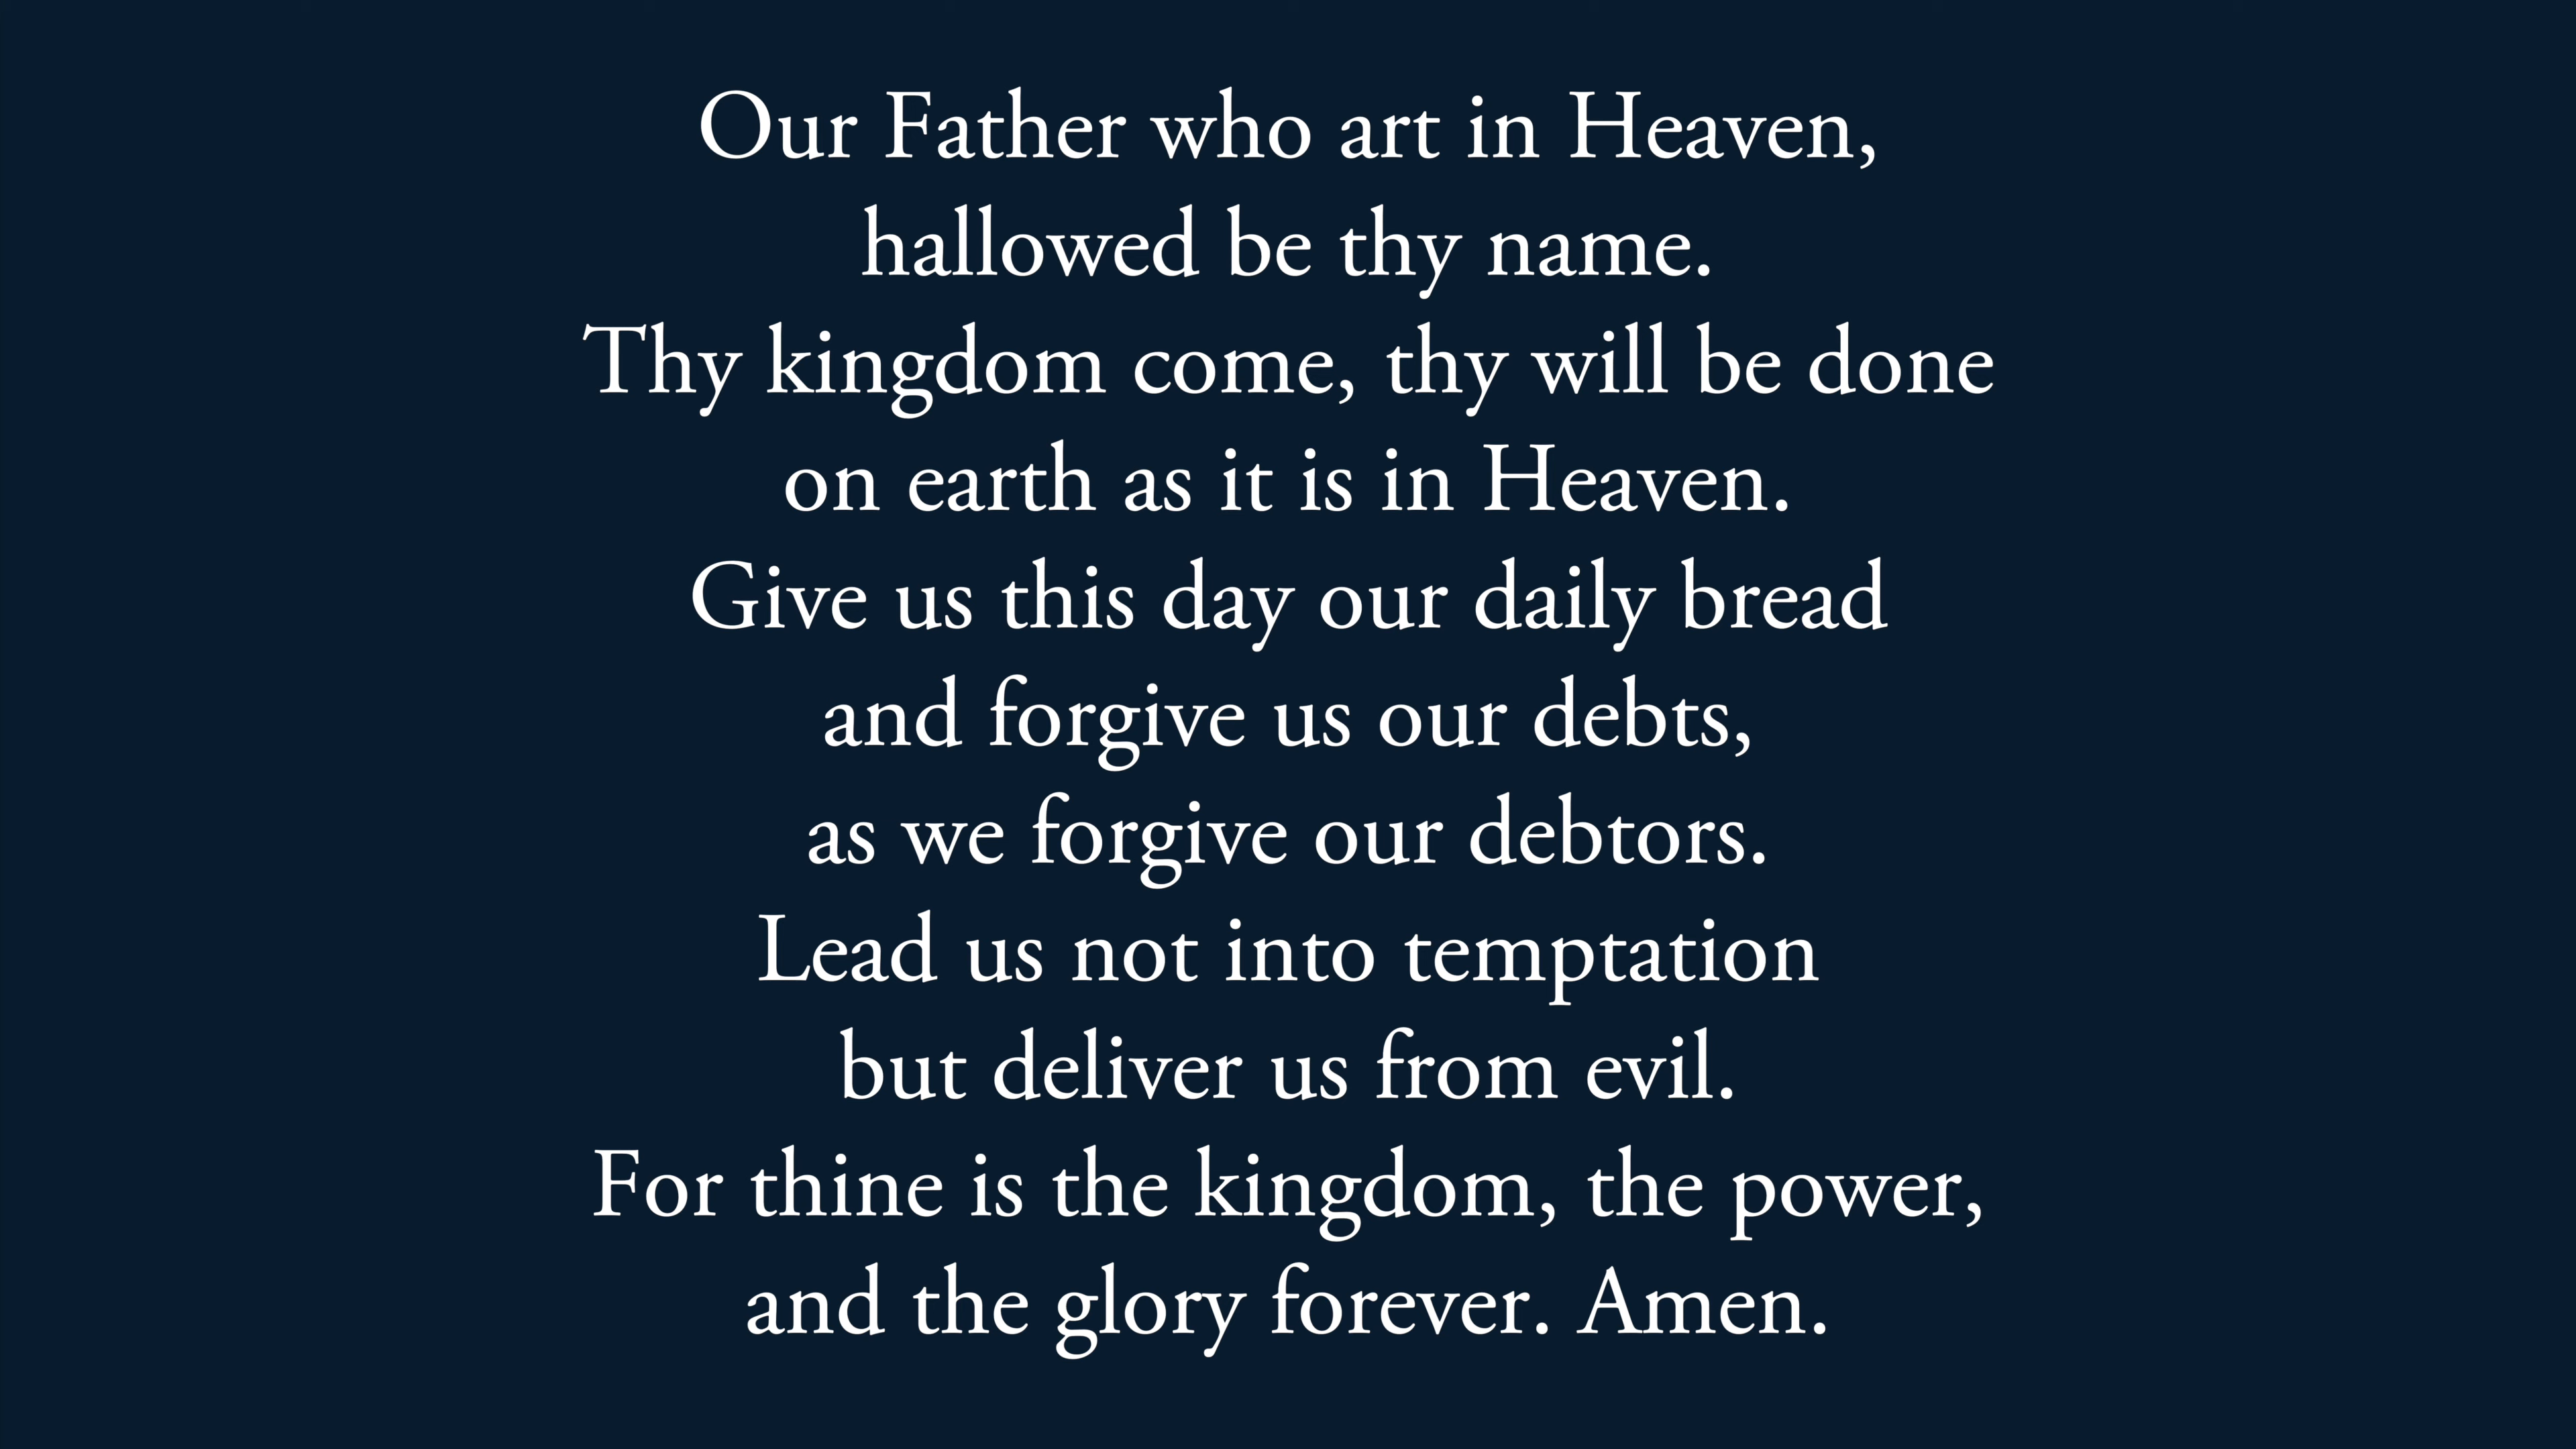 Our Father who art in Heaven,
hallowed be thy name.
Thy kingdom come, thy will be done
on earth as it is in Heaven.
Give us this day our daily bread
and forgive us our debts,
as we forgive our debtors.
Lead us not into temptation
but deliver us from evil.
For thine is the kingdom, the power,
and the glory forever. Amen.